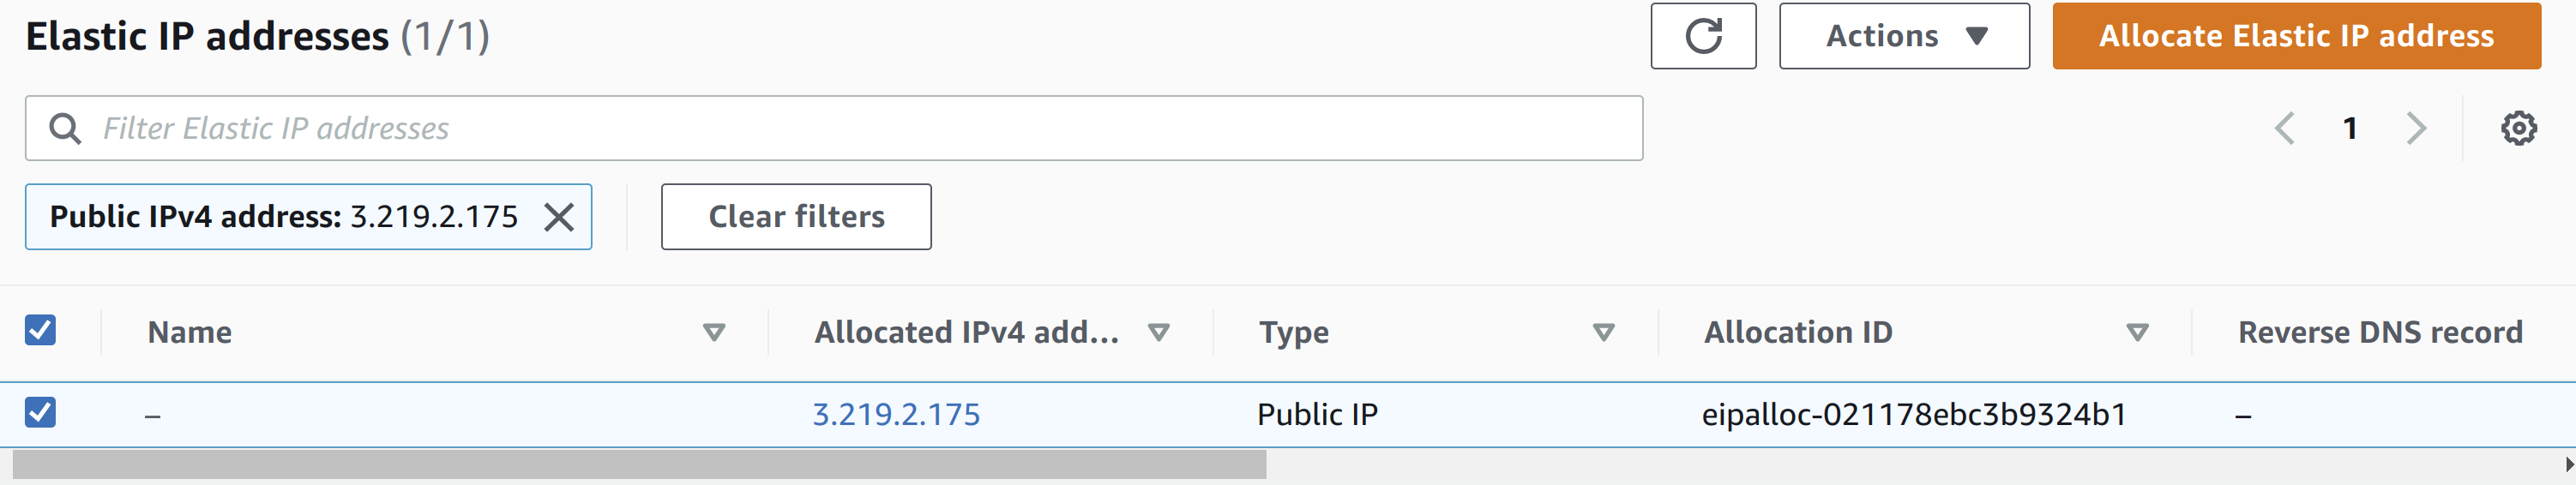 Elastic IP addresses (1/1)
Actions
Allocate Elastic IP address
Filter Elastic IP addresses
1
Public IPv4 address: 3.219.2.175
Clear filters
Name Allocated IPv4 add... Type Allocation ID Reverse DNS record
– 3.219.2.175 Public IP eipalloc-021178ebc3b9324b1 –